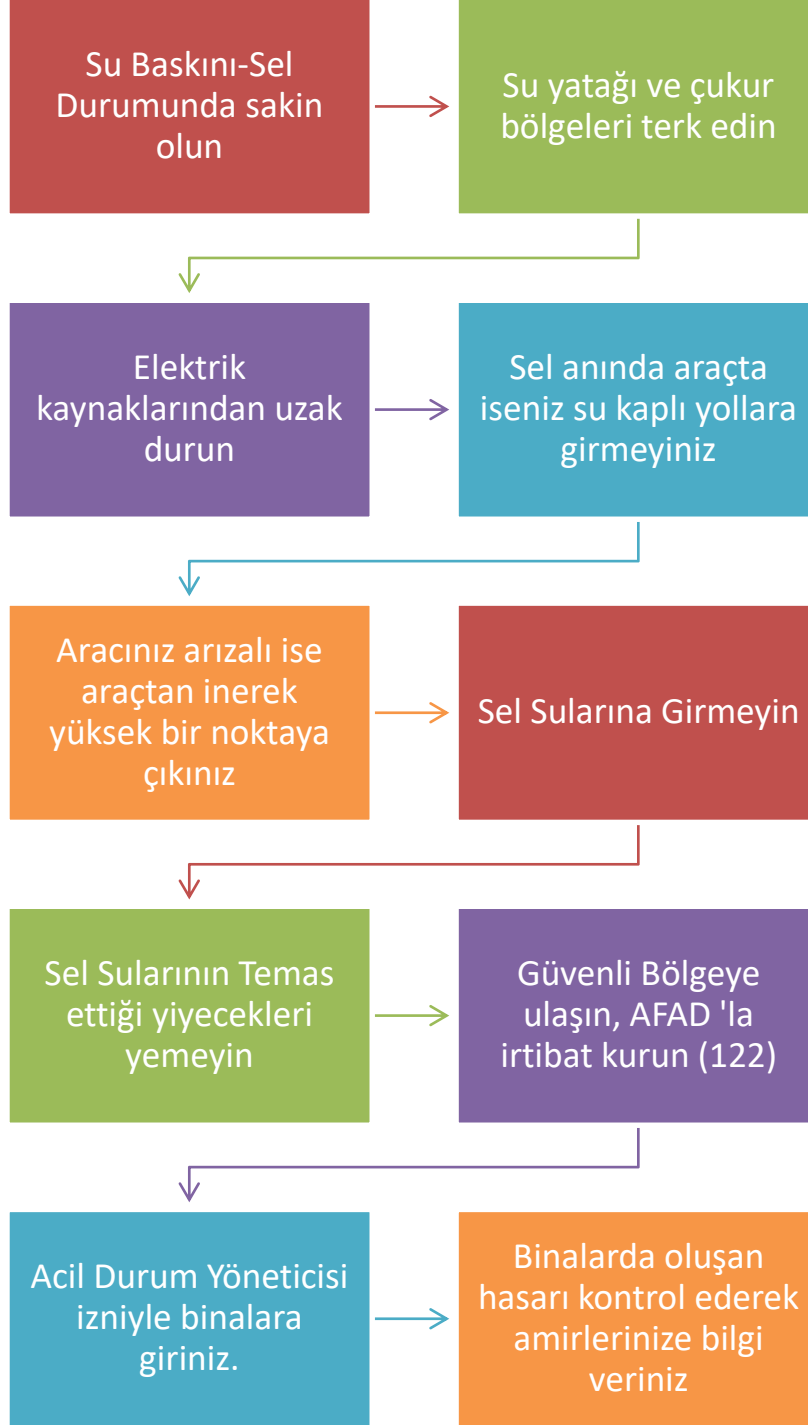 Su Baskını-Sel
Durumunda sakin
olun
Su yatağı ve çukur
bölgeleri terk edin
Elektrik
kaynaklarından uzak
durun
Sel anında araçta
iseniz su kaplı yollara
girmeyiniz
Aracınız arızalı ise
araçtan inerek
yüksek bir noktaya
çıkınız
Sel Sularına Girmeyin
Sel Sularının Temas
ettiği yiyecekleri
yemeyin
Güvenli Bölgeye
ulaşın, AFAD 'la
irtibat kurun (122)
Acil Durum Yöneticisi
izniyle binalara
giriniz.
Binalarda oluşan
hasarı kontrol ederek
amirlerinize bilgi
veriniz